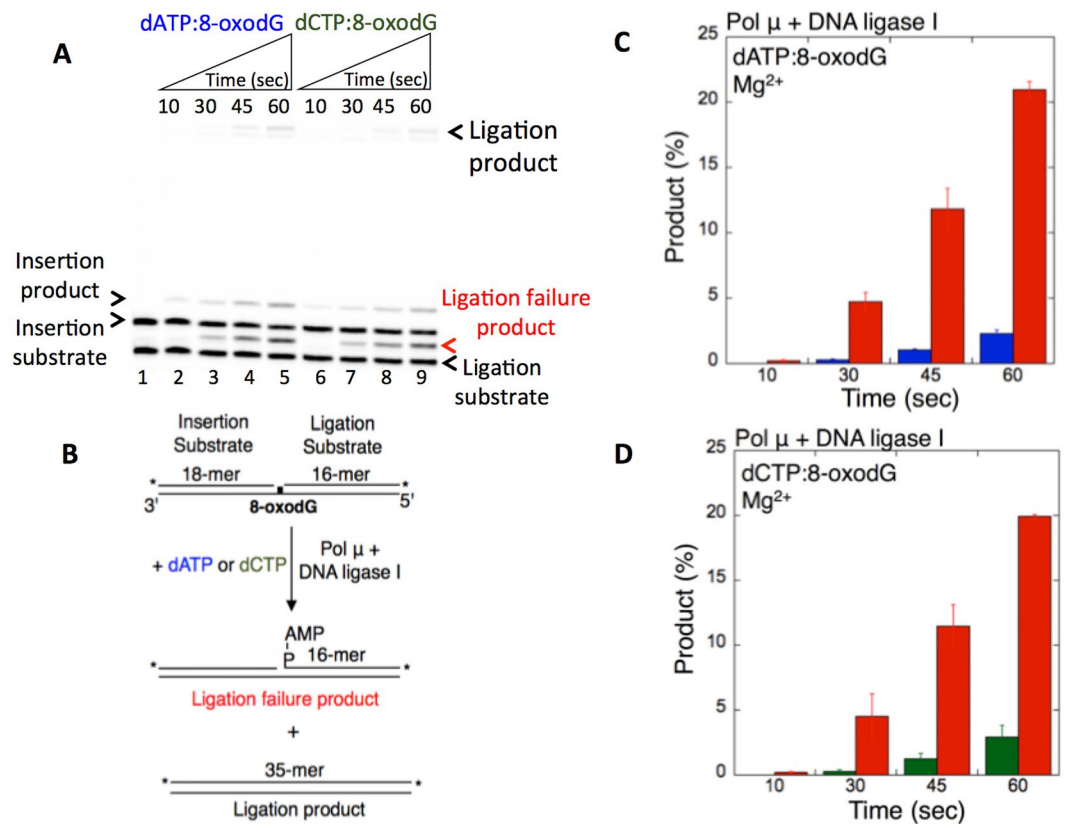 A
dATP:8-oxodG dCTP:8-oxodG
Time (sec) Time (sec)
10 30 45 60 10 30 45 60
Ligation
product
Insertion
product
Insertion
substrate
Ligation failure
product
Ligation
substrate
1 2 3 4 5 6 7 8 9
B
Insertion
Substrate
Ligation
Substrate
18-mer 16-mer
* *
3' 8-oxodG 5'
+ dATP or dCTP
Pol µ +
DNA ligase I
AMP
P 16-mer
* *
Ligation failure product
+
35-mer
* *
Ligation product
C
Pol µ + DNA ligase I
dATP:8-oxodG
Mg²⁺
Product (%)
25
20
15
10
5
0
10 30 45 60
Time (sec)
D
Pol µ + DNA ligase I
dCTP:8-oxodG
Mg²⁺
Product (%)
25
20
15
10
5
0
10 30 45 60
Time (sec)